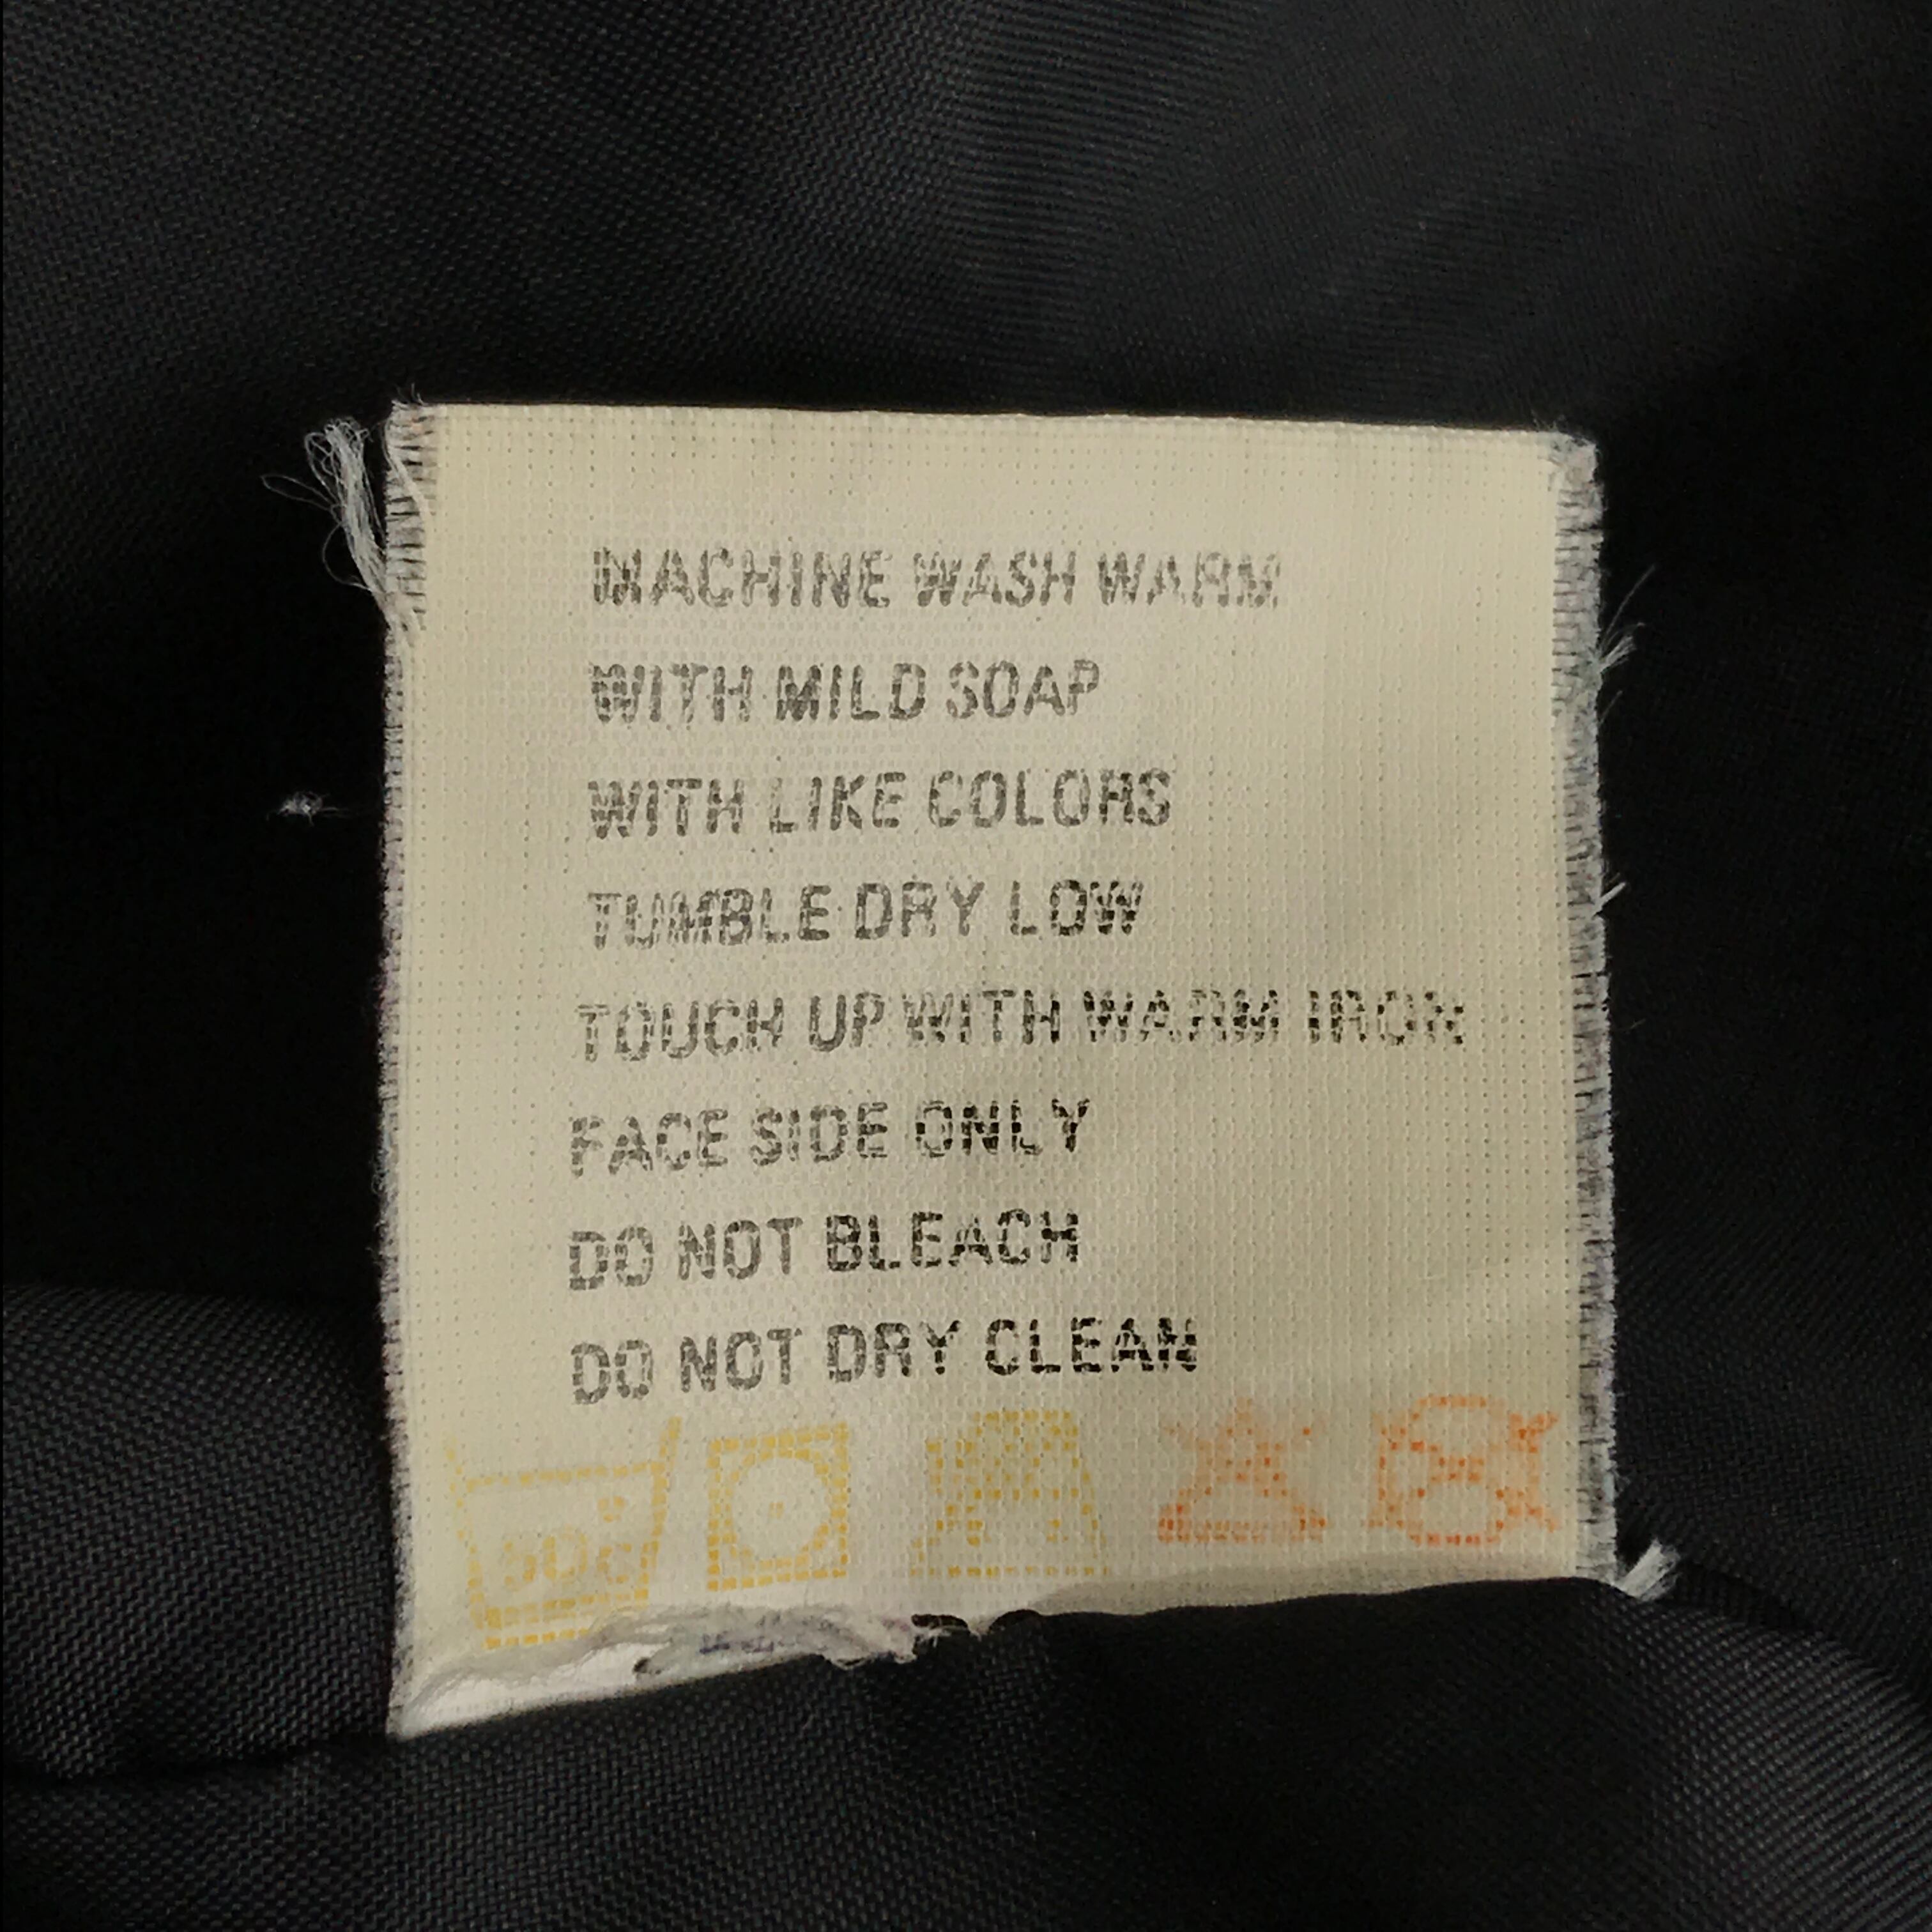 MACHINE WASH WARM
WITH MILD SOAP
WITH LIKE COLORS
TUMBLE DRY LOW
TOUCH UP WITH WARM IRON
FACE SIDE ONLY
DO NOT BLEACH
DO NOT DRY CLEAN